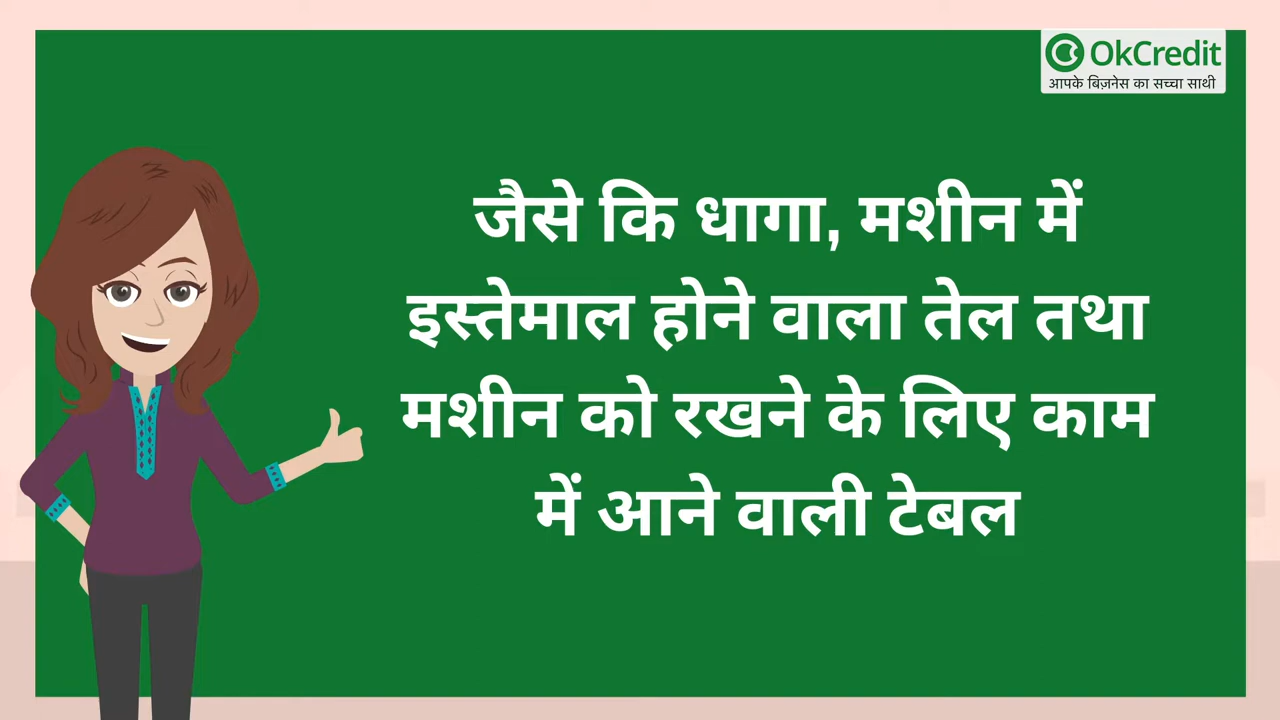 OkCredit
आपके बिज़नेस का सच्चा साथी
जैसे कि धागा, मशीन में
इस्तेमाल होने वाला तेल तथा
मशीन को रखने के लिए काम
में आने वाली टेबल